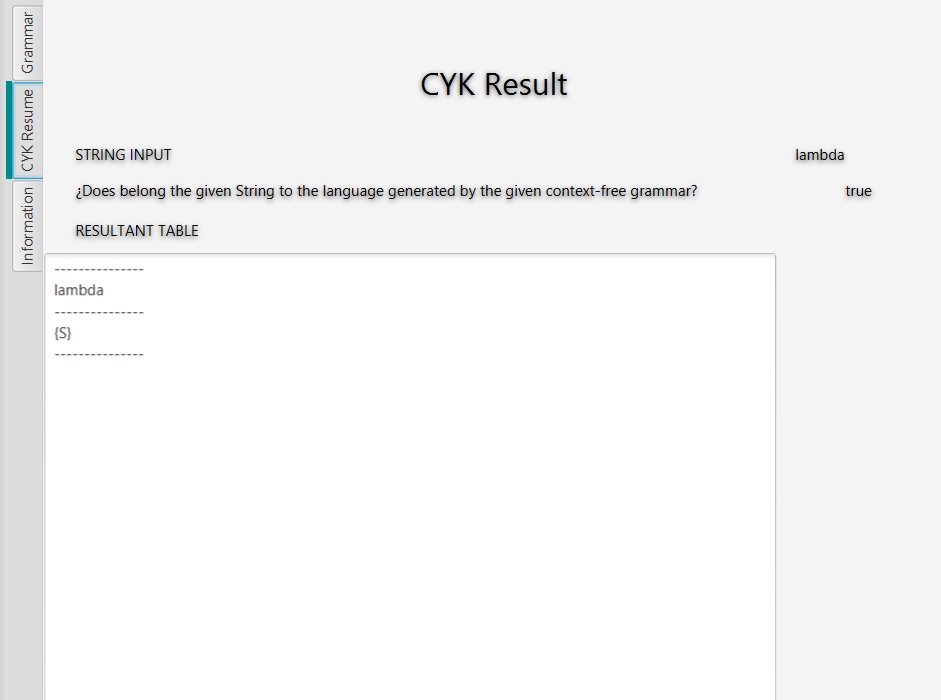 Grammar
CYK Resume
Information
CYK Result
STRING INPUT lambda
¿Does belong the given String to the language generated by the given context-free grammar? true
RESULTANT TABLE
---------------
lambda
---------------
{S}
---------------